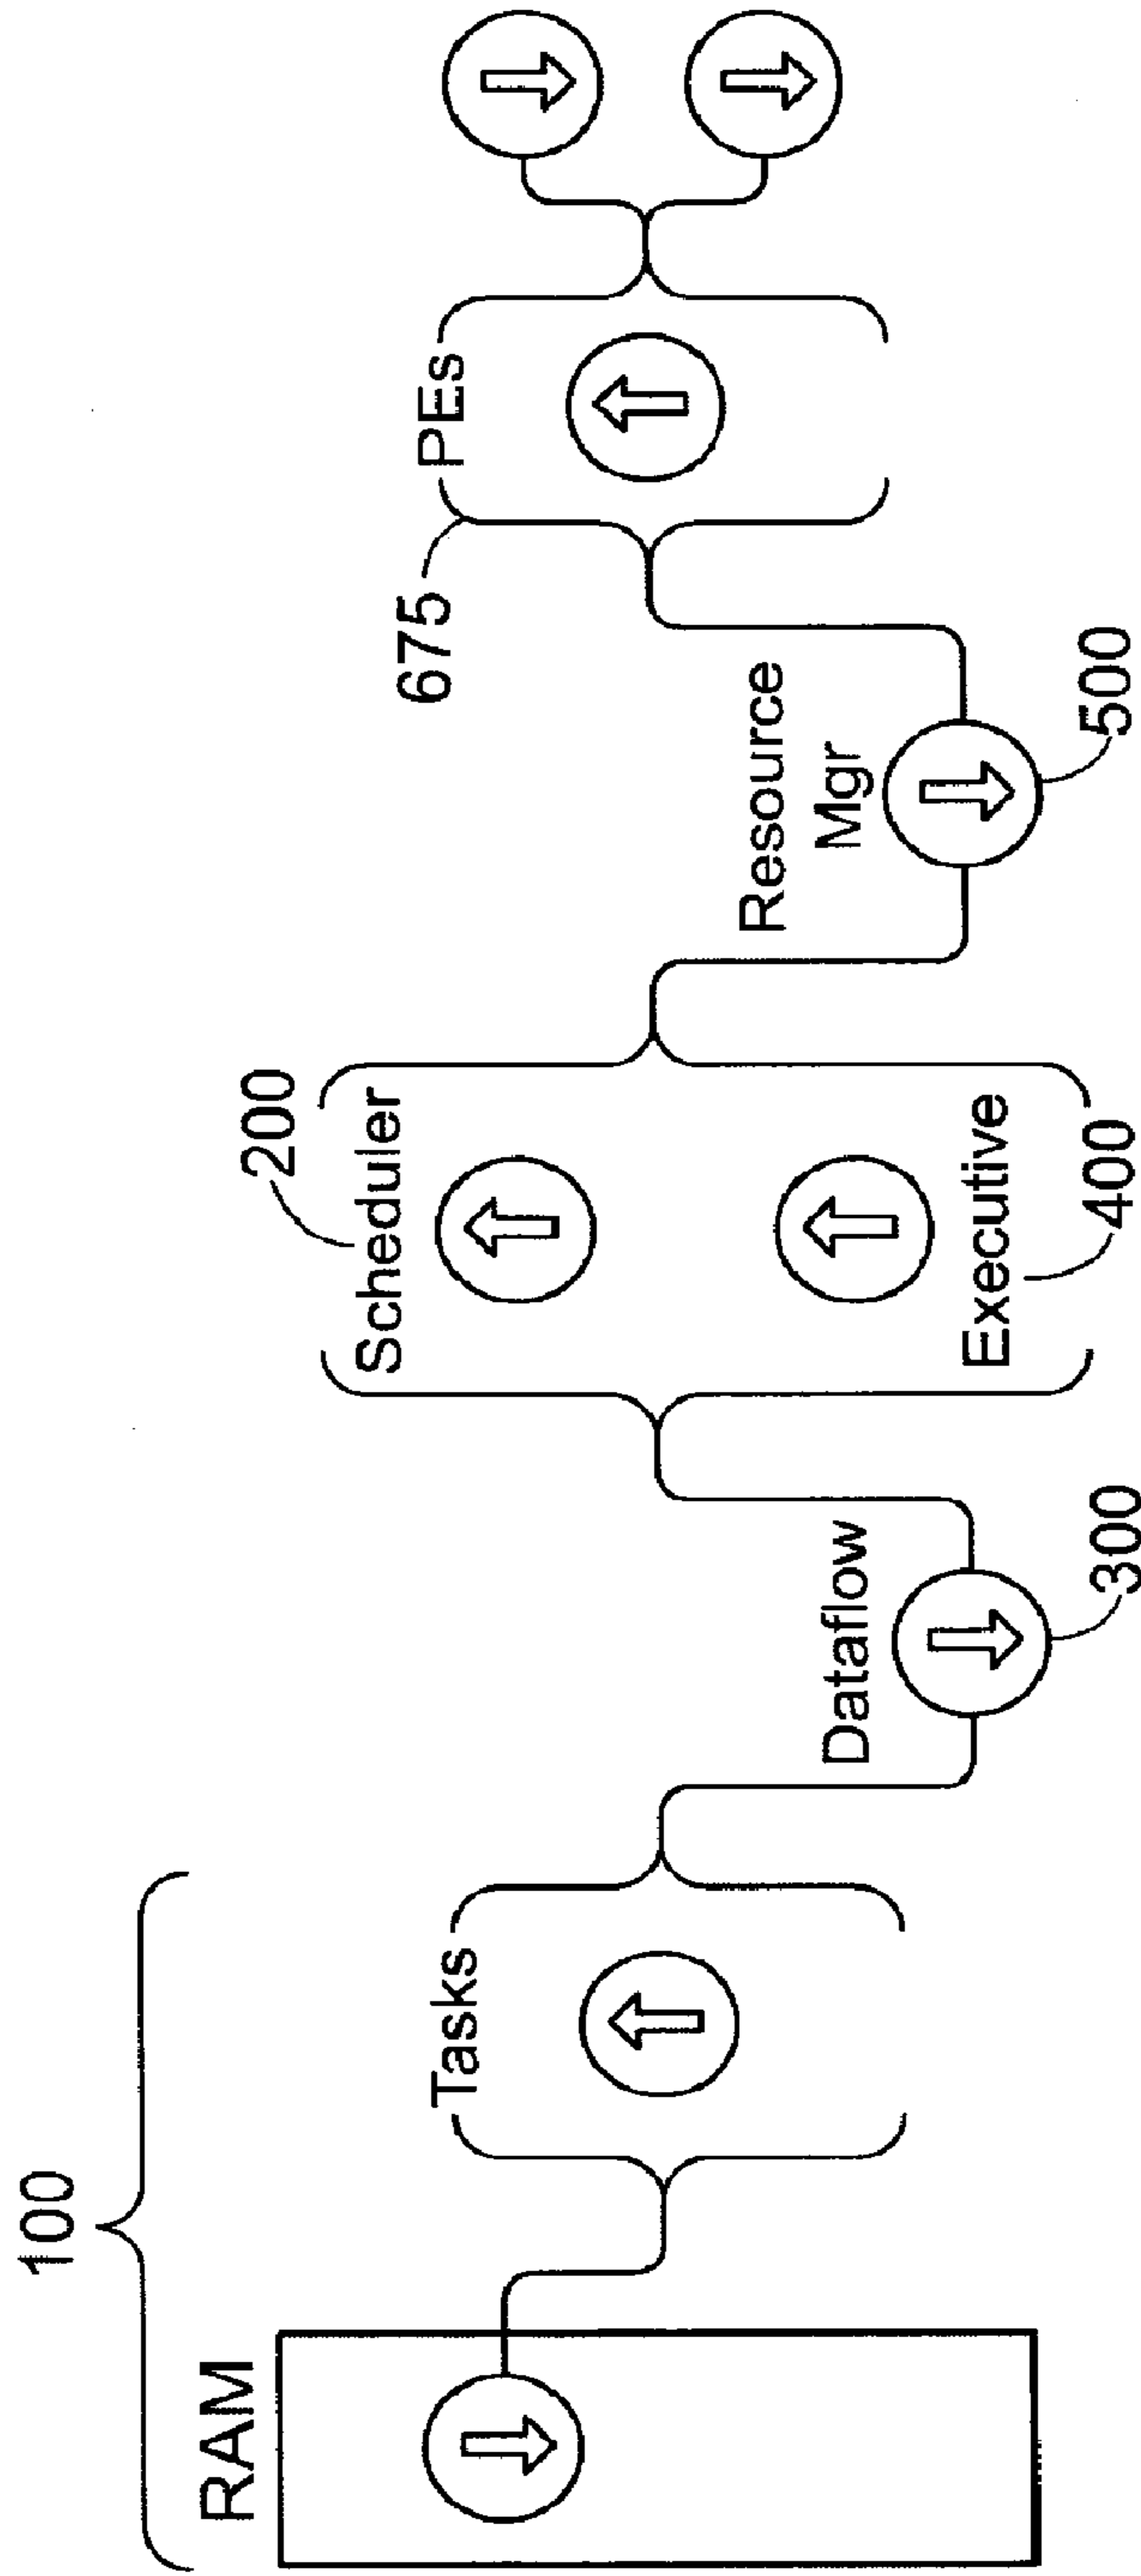 100
RAM
Tasks
Dataflow
300
Scheduler
200
Executive
400
Resource
Mgr
500
675
PEs